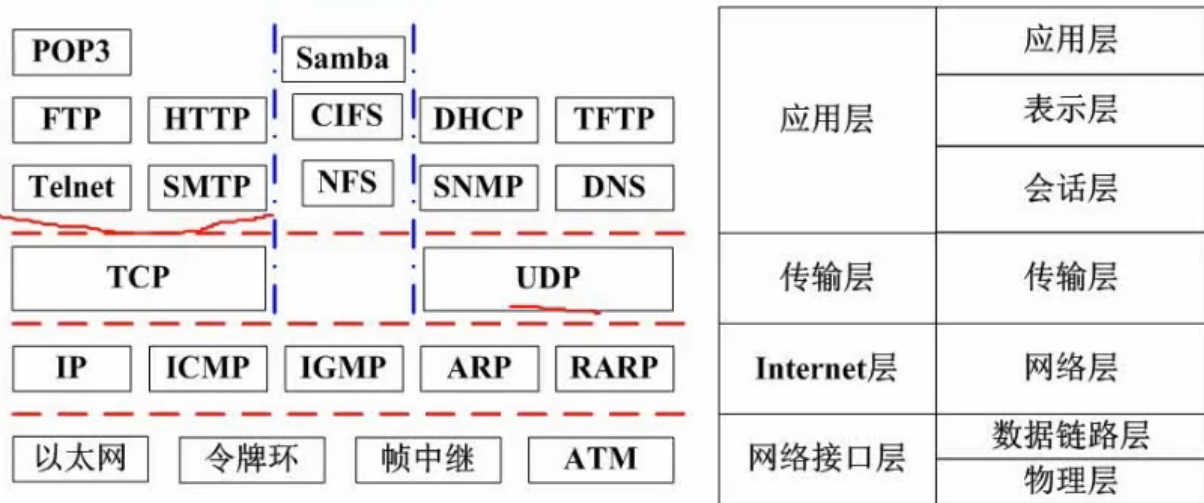 POP3 Samba
FTP HTTP CIFS DHCP TFTP
Telnet SMTP NFS SNMP DNS
TCP UDP
IP ICMP IGMP ARP RARP
以太网 令牌环 帧中继 ATM
应用层 应用层
表示层
会话层
传输层 传输层
Internet层 网络层
网络接口层 数据链路层
物理层